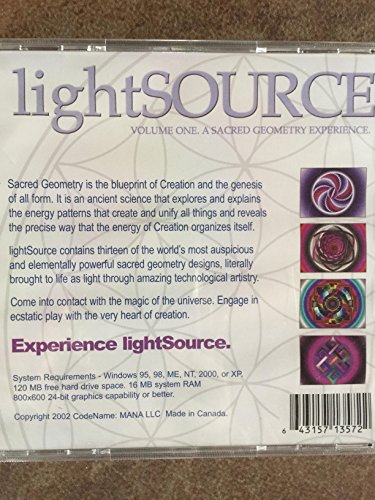 lightSOURCE
VOLUME ONE. A SACRED GEOMETRY EXPERIENCE.
Sacred Geometry is the blueprint of Creation and the genesis
of all form. It is an ancient science that explores and explains
the energy patterns that create and unify all things and reveals
the precise way that the energy of Creation organizes itself.
lightSource contains thirteen of the world's most auspicious
and elementally powerful sacred geometry designs, literally
brought to life as light through amazing technological artistry.
Come into contact with the magic of the universe. Engage in
ecstatic play with the very heart of creation.
Experience lightSource.
System Requirements - Windows 95, 98, ME, NT, 2000, or XP,
120 MB free hard drive space. 16 MB system RAM
800x600 24-bit graphics capability or better.
Copyright 2002 CodeName: MANA LLC Made in Canada.
6 43157 13572